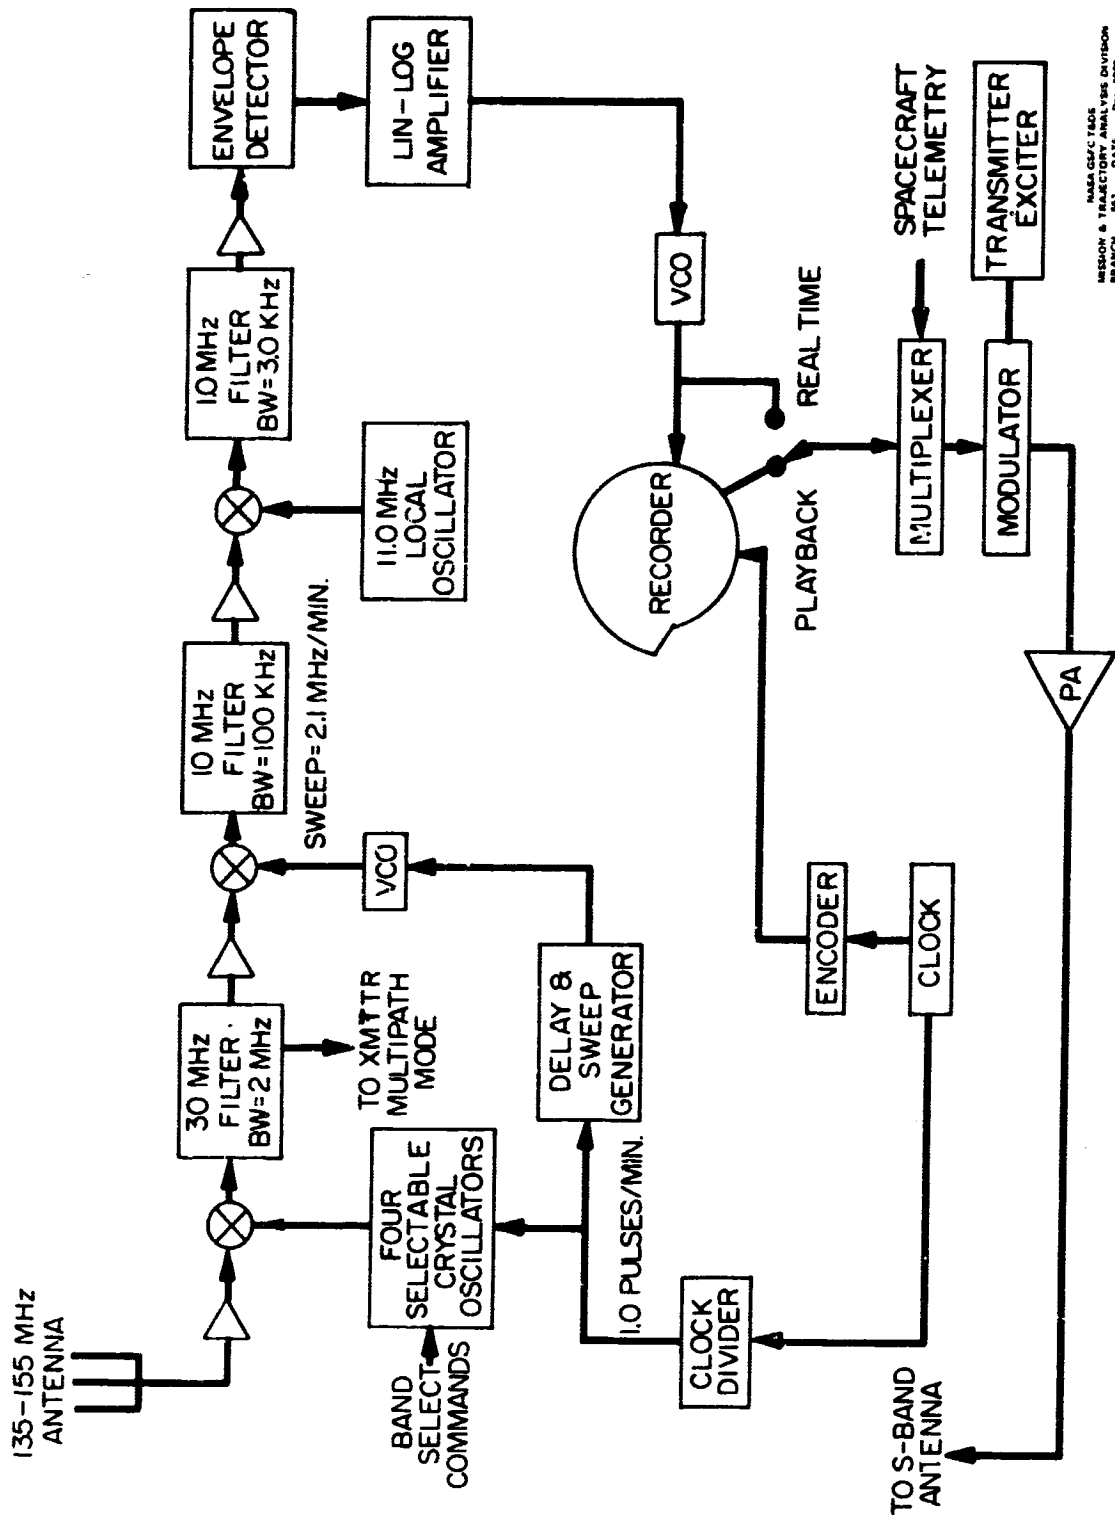 135-155 MHz
ANTENNA
30 MHz
FILTER.
BW=2 MHz
10 MHz
FILTER
BW=100 KHz
1.0 MHz
FILTER
BW=3.0 KHz
ENVELOPE
DETECTOR
LIN-LOG
AMPLIFIER
SWEEP=2.1 MHz/MIN.
11.0 MHz
LOCAL
OSCILLATOR
TO XMTTR
MULTIPATH
MODE
VCO
BAND
SELECT
COMMANDS
FOUR
SELECTABLE
CRYSTAL
OSCILLATORS
DELAY &
SWEEP
GENERATOR
1.0 PULSES/MIN.
CLOCK
DIVIDER
VCO
RECORDER
REAL TIME
PLAYBACK
ENCODER
CLOCK
SPACECRAFT
TELEMETRY
MULTIPLEXER
MODULATOR
TRANSMITTER
EXCITER
PA
TO S-BAND
ANTENNA
NASA GSFC T&DS
MISSION & TRAJECTORY ANALYSIS DIVISION
BRANCH